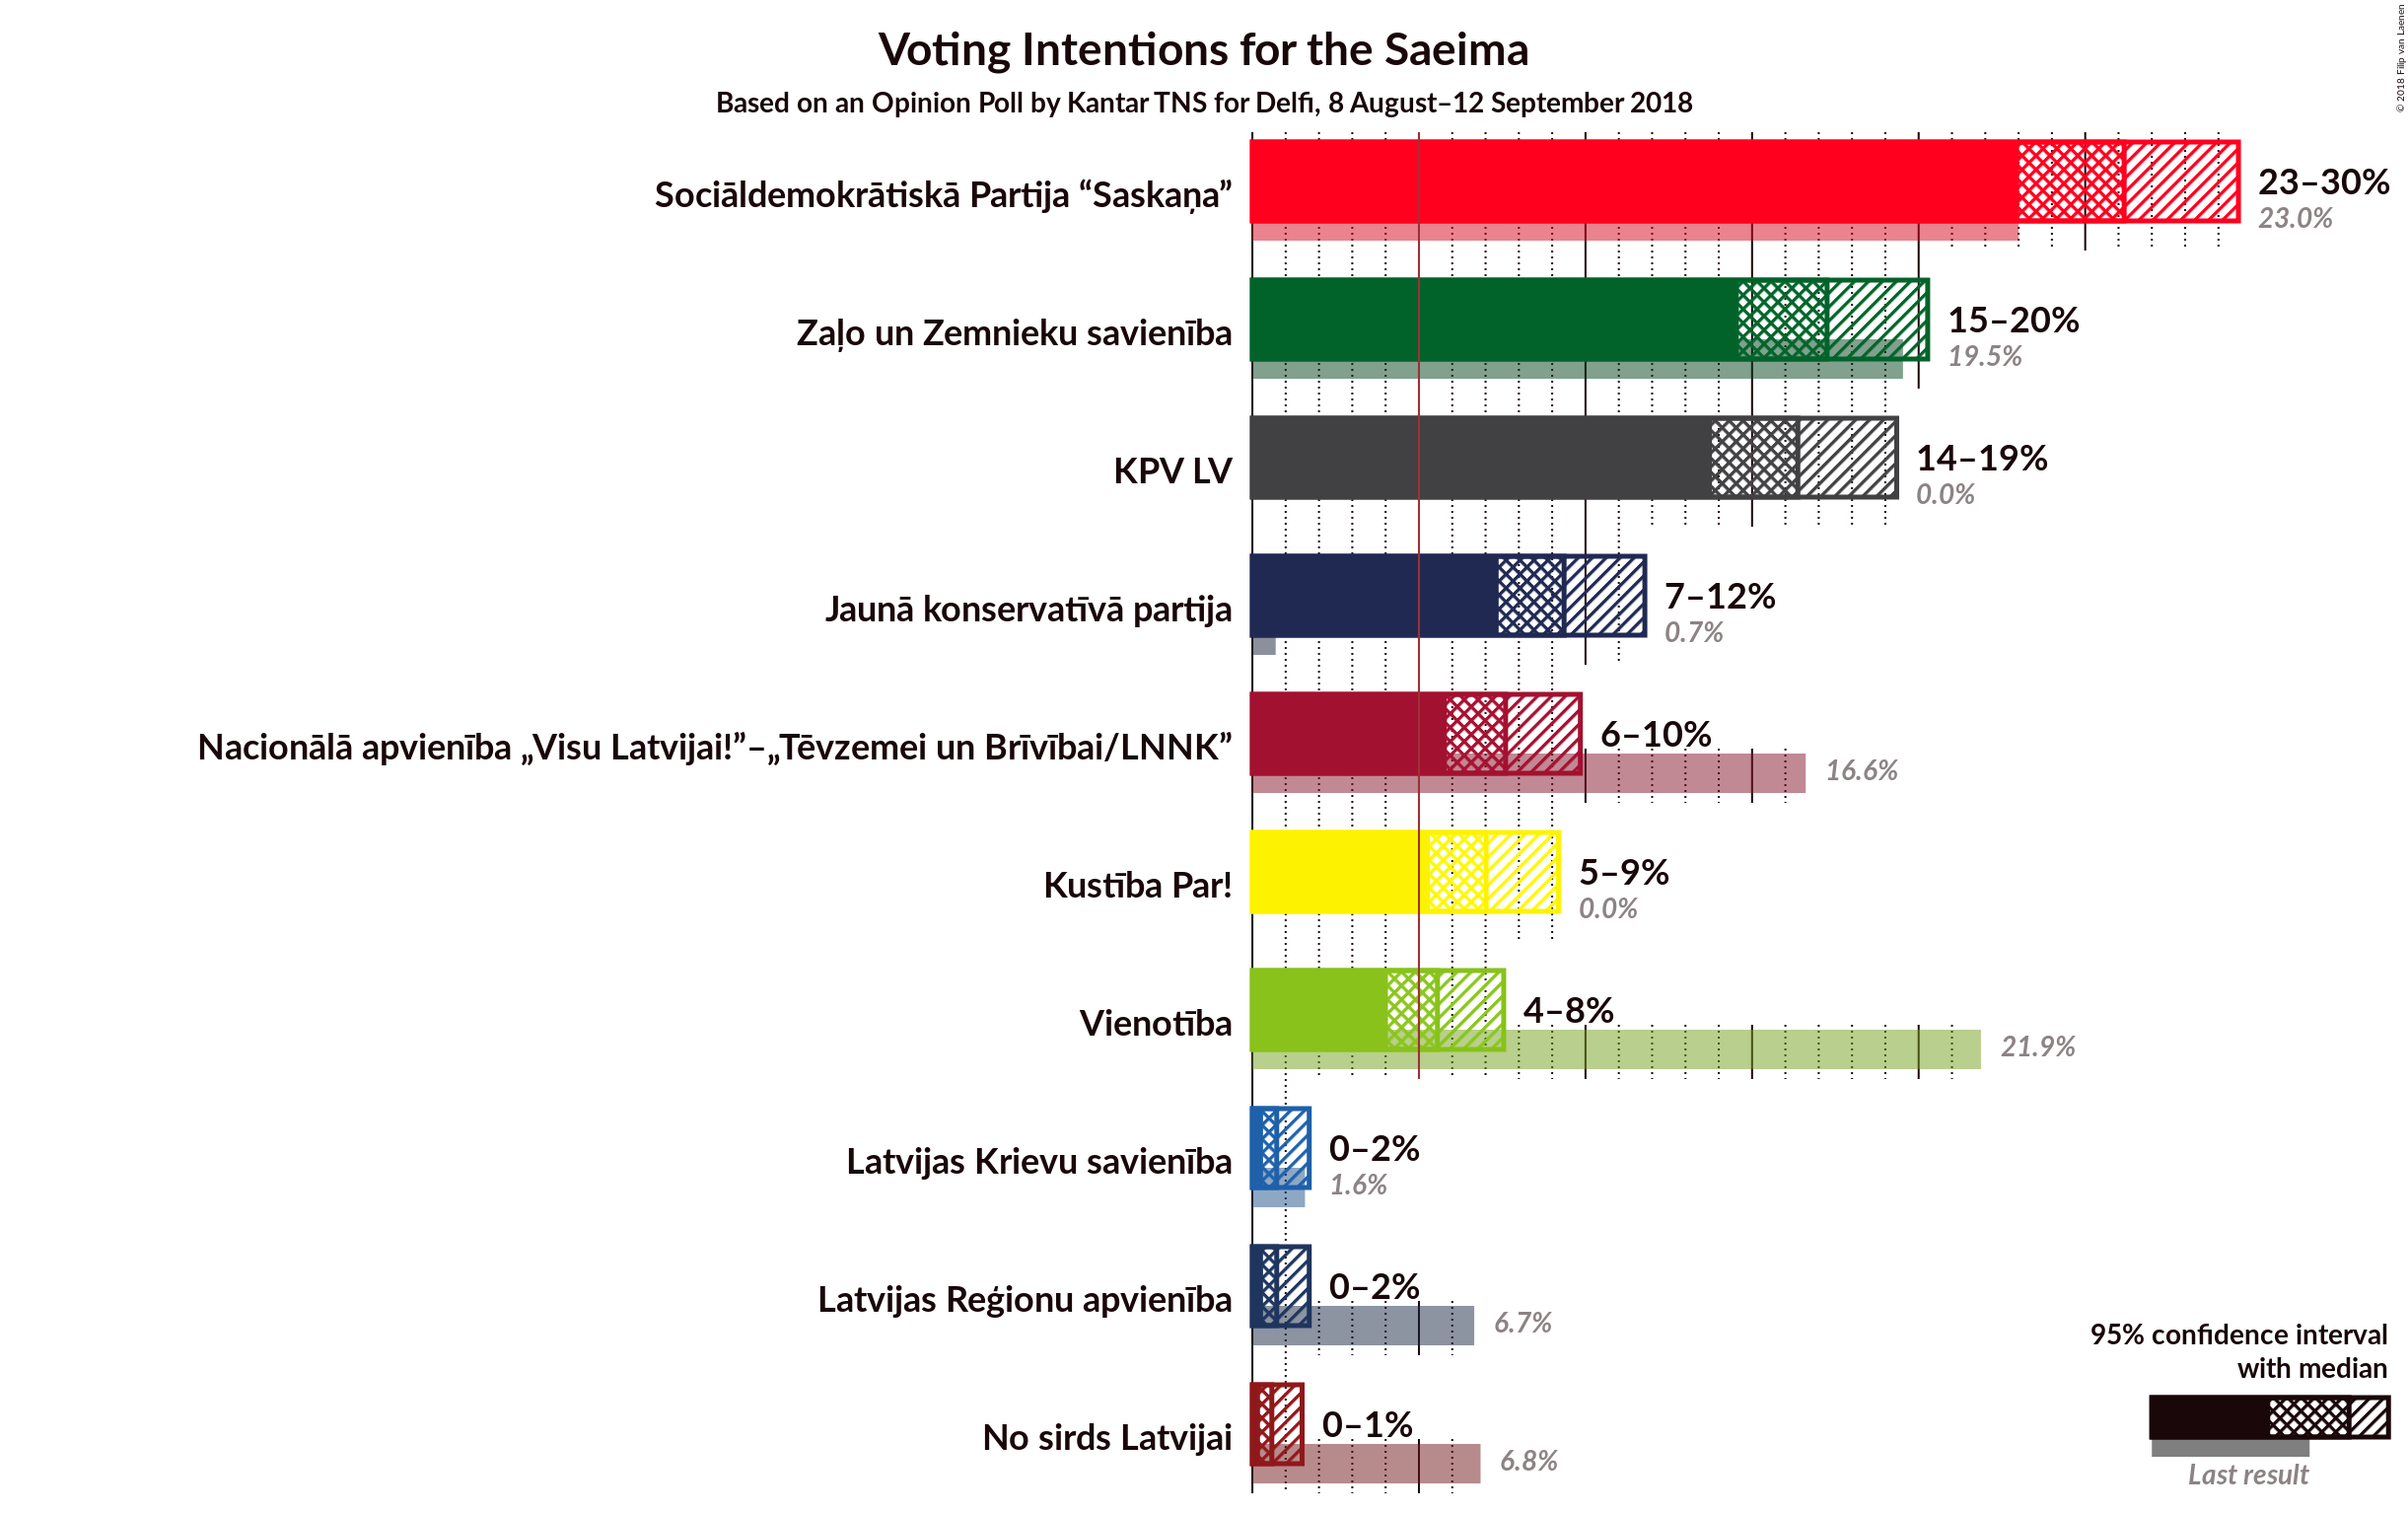 Voting Intentions for the Saeima
Based on an Opinion Poll by Kantar TNS for Delfi, 8 August–12 September 2018
© 2018 Filip van Laenen
Sociāldemokrātiskā Partija “Saskaņa”
23–30%
23.0%
Zaļo un Zemnieku savienība
15–20%
19.5%
KPV LV
14–19%
0.0%
Jaunā konservatīvā partija
7–12%
0.7%
Nacionālā apvienība „Visu Latvijai!”–„Tēvzemei un Brīvībai/LNNK”
6–10%
16.6%
Kustība Par!
5–9%
0.0%
Vienotība
4–8%
21.9%
Latvijas Krievu savienība
0–2%
1.6%
Latvijas Reģionu apvienība
0–2%
6.7%
No sirds Latvijai
0–1%
6.8%
95% confidence interval
with median
Last result